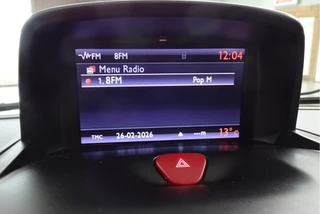 FM 8FM 12:04
Menu Radio
1.8FM Pop M
TMC 26-02-2026 ---m 13°